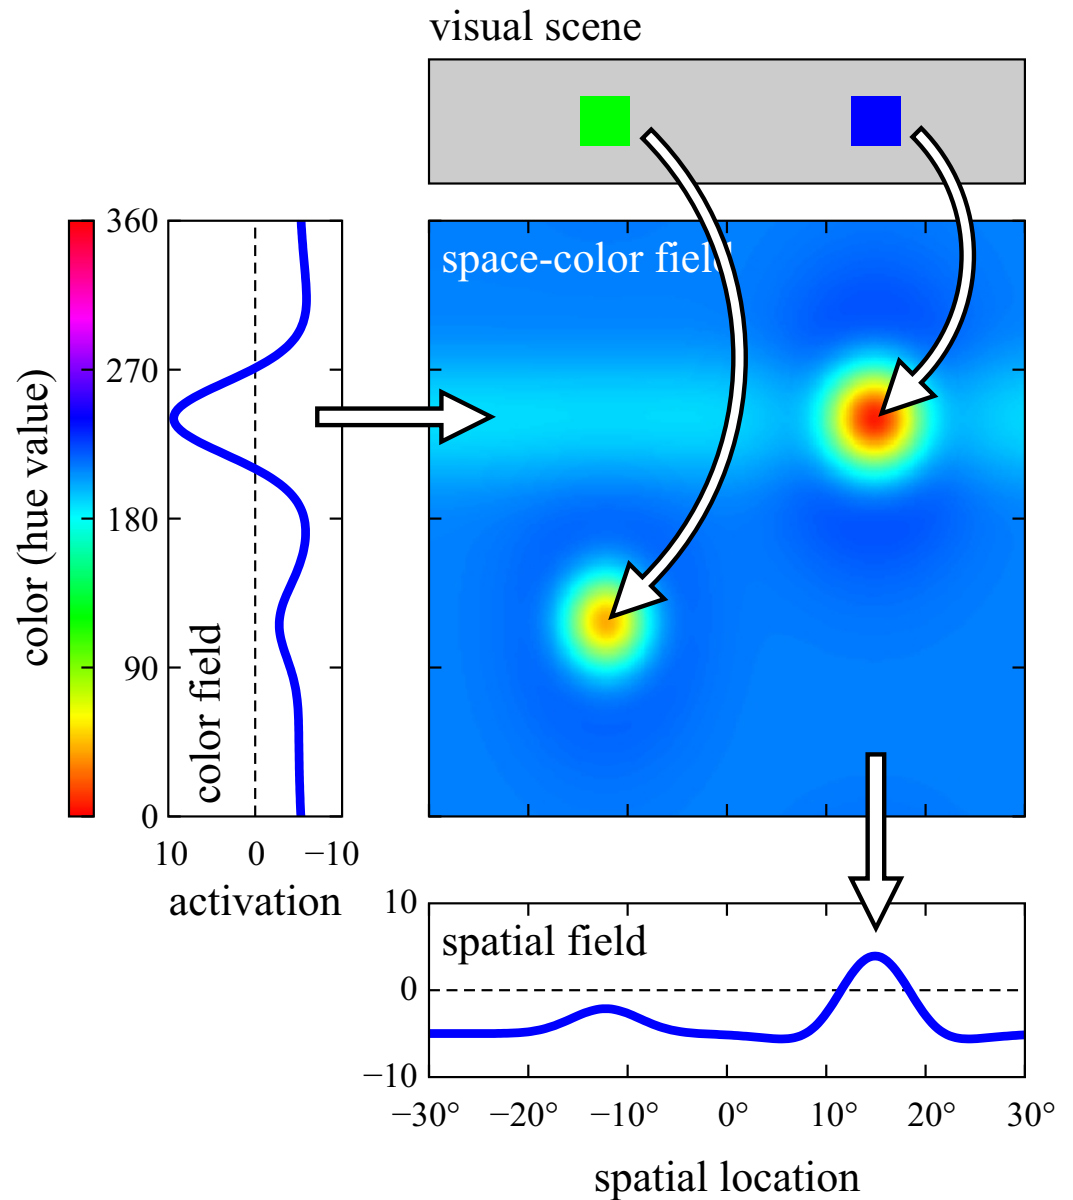 visual scene
space-color field
360
270
180
90
0
color (hue value)
color field
10 0 −10
activation
10
0
−10
spatial field
−30° −20° −10° 0° 10° 20° 30°
spatial location